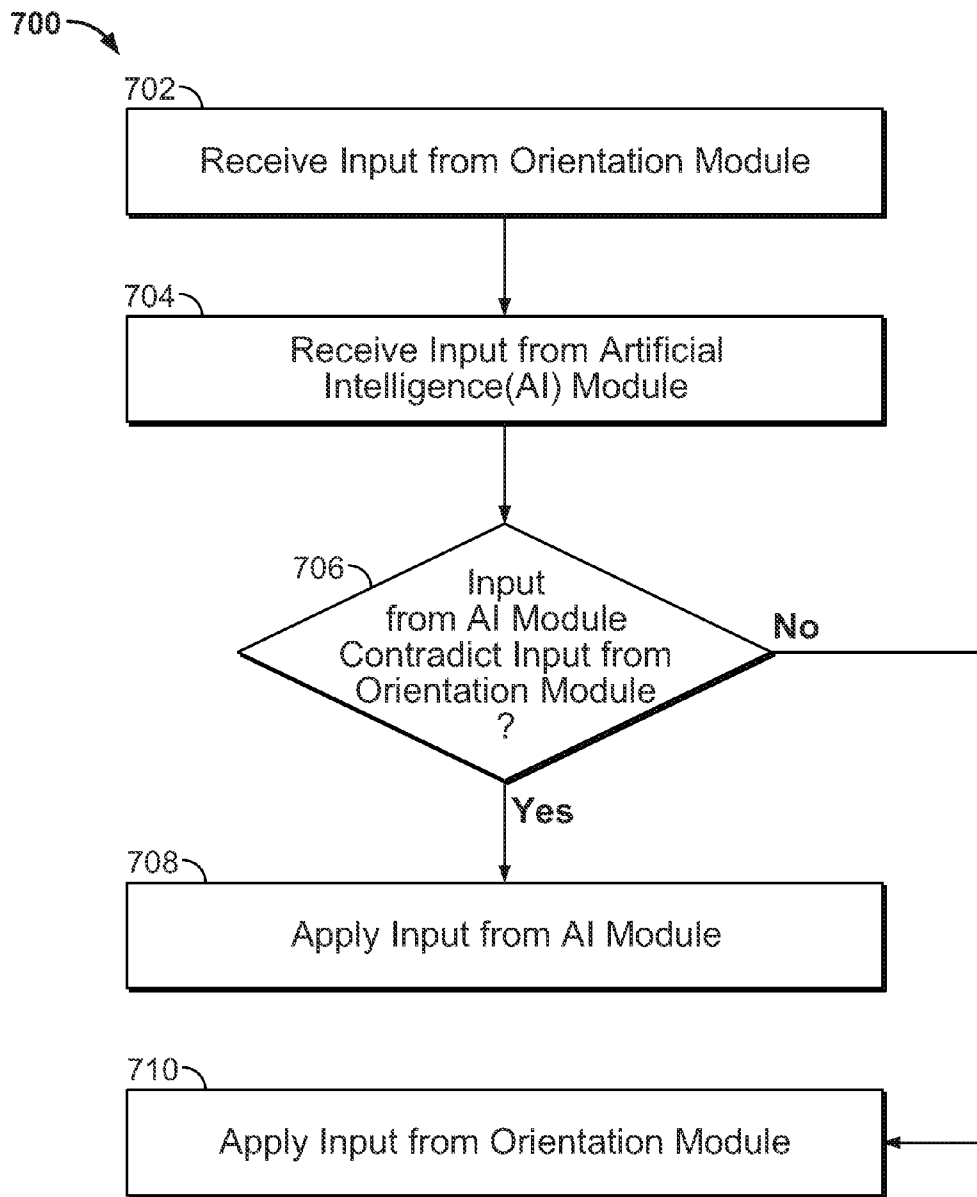 700
702
Receive Input from Orientation Module
704
Receive Input from Artificial
Intelligence(AI) Module
706
Input
from AI Module
Contradict Input from
Orientation Module
?
No
Yes
708
Apply Input from AI Module
710
Apply Input from Orientation Module